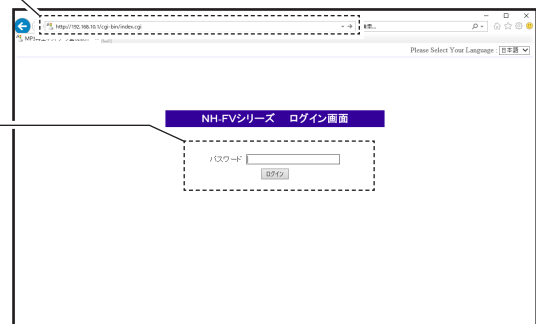 http://192.168.10.1/cgi-bin/index.cgi
Please Select Your Language : 日本語
NH-FVシリーズ ログイン画面
パスワード
ログイン